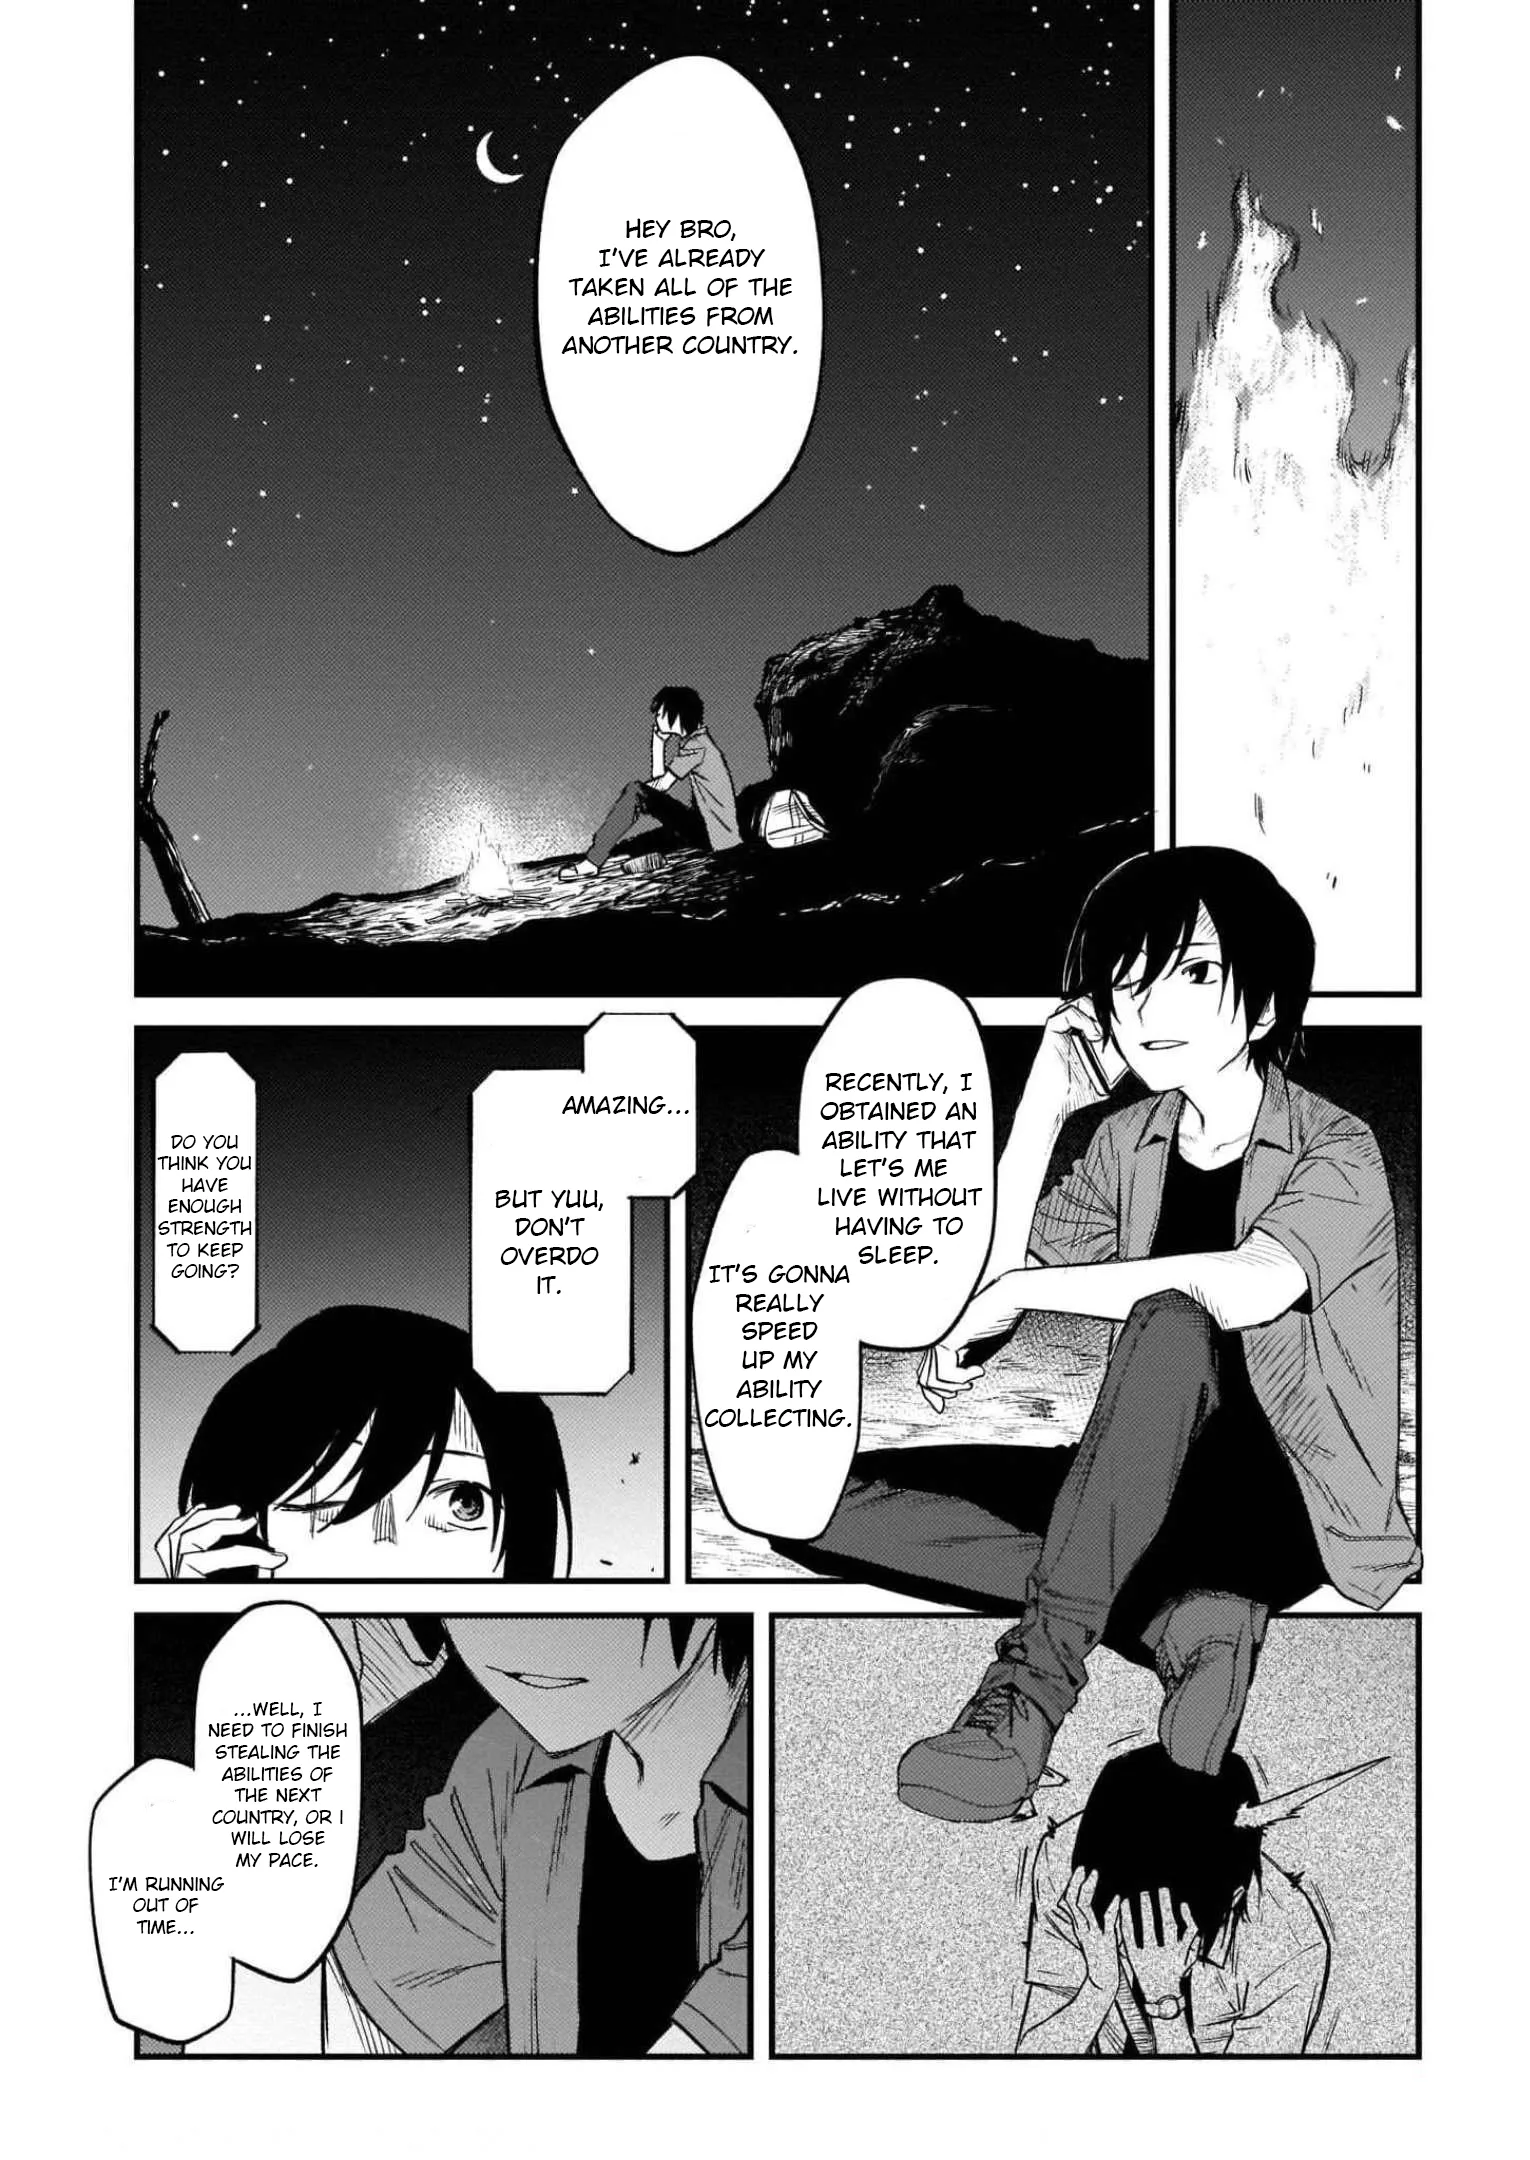 HEY BRO,
I'VE ALREADY
TAKEN ALL OF THE
ABILITIES FROM
ANOTHER COUNTRY.
RECENTLY, I
OBTAINED AN
ABILITY THAT
LET'S ME
LIVE WITHOUT
HAVING TO
SLEEP.
IT'S GONNA
REALLY
SPEED
UP MY
ABILITY
COLLECTING.
AMAZING...
BUT YUU,
DON'T
OVERDO
IT.
DO YOU
THINK YOU
HAVE
ENOUGH
STRENGTH
TO KEEP
GOING?
...WELL, I
NEED TO FINISH
STEALING THE
ABILITIES OF
THE NEXT
COUNTRY, OR I
WILL LOSE
MY PACE.
I'M RUNNING
OUT OF
TIME...